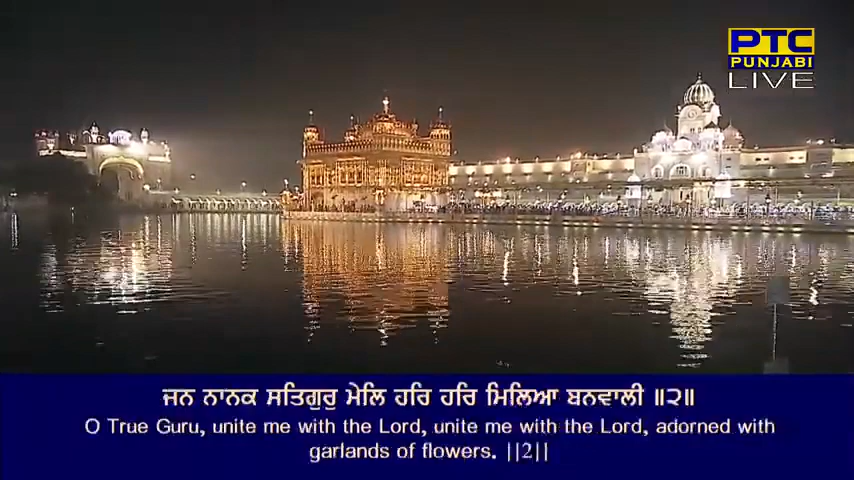 PTC
PUNJABI
LIVE
ਜਨ ਨਾਨਕ ਸਤਿਗੁਰੁ ਮੇਲਿ ਹਰਿ ਹਰਿ ਮਿਲਿਆ ਬਨਵਾਲੀ ॥੨॥
O True Guru, unite me with the Lord, unite me with the Lord, adorned with
garlands of flowers. ||2||